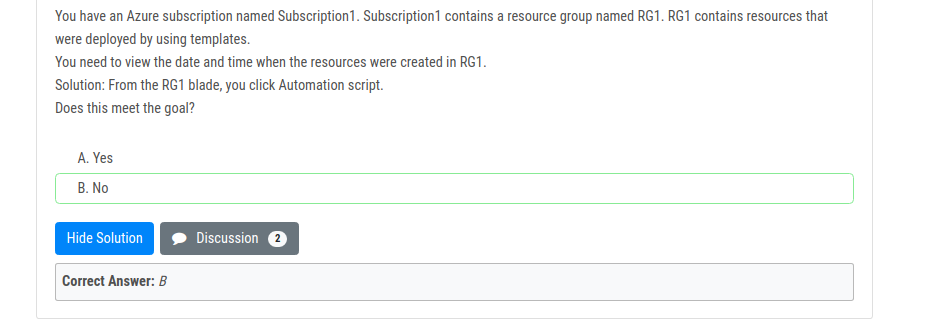 You have an Azure subscription named Subscription1. Subscription1 contains a resource group named RG1. RG1 contains resources that
were deployed by using templates.
You need to view the date and time when the resources were created in RG1.
Solution: From the RG1 blade, you click Automation script.
Does this meet the goal?
A. Yes
B. No
Hide Solution Discussion 2
Correct Answer: B